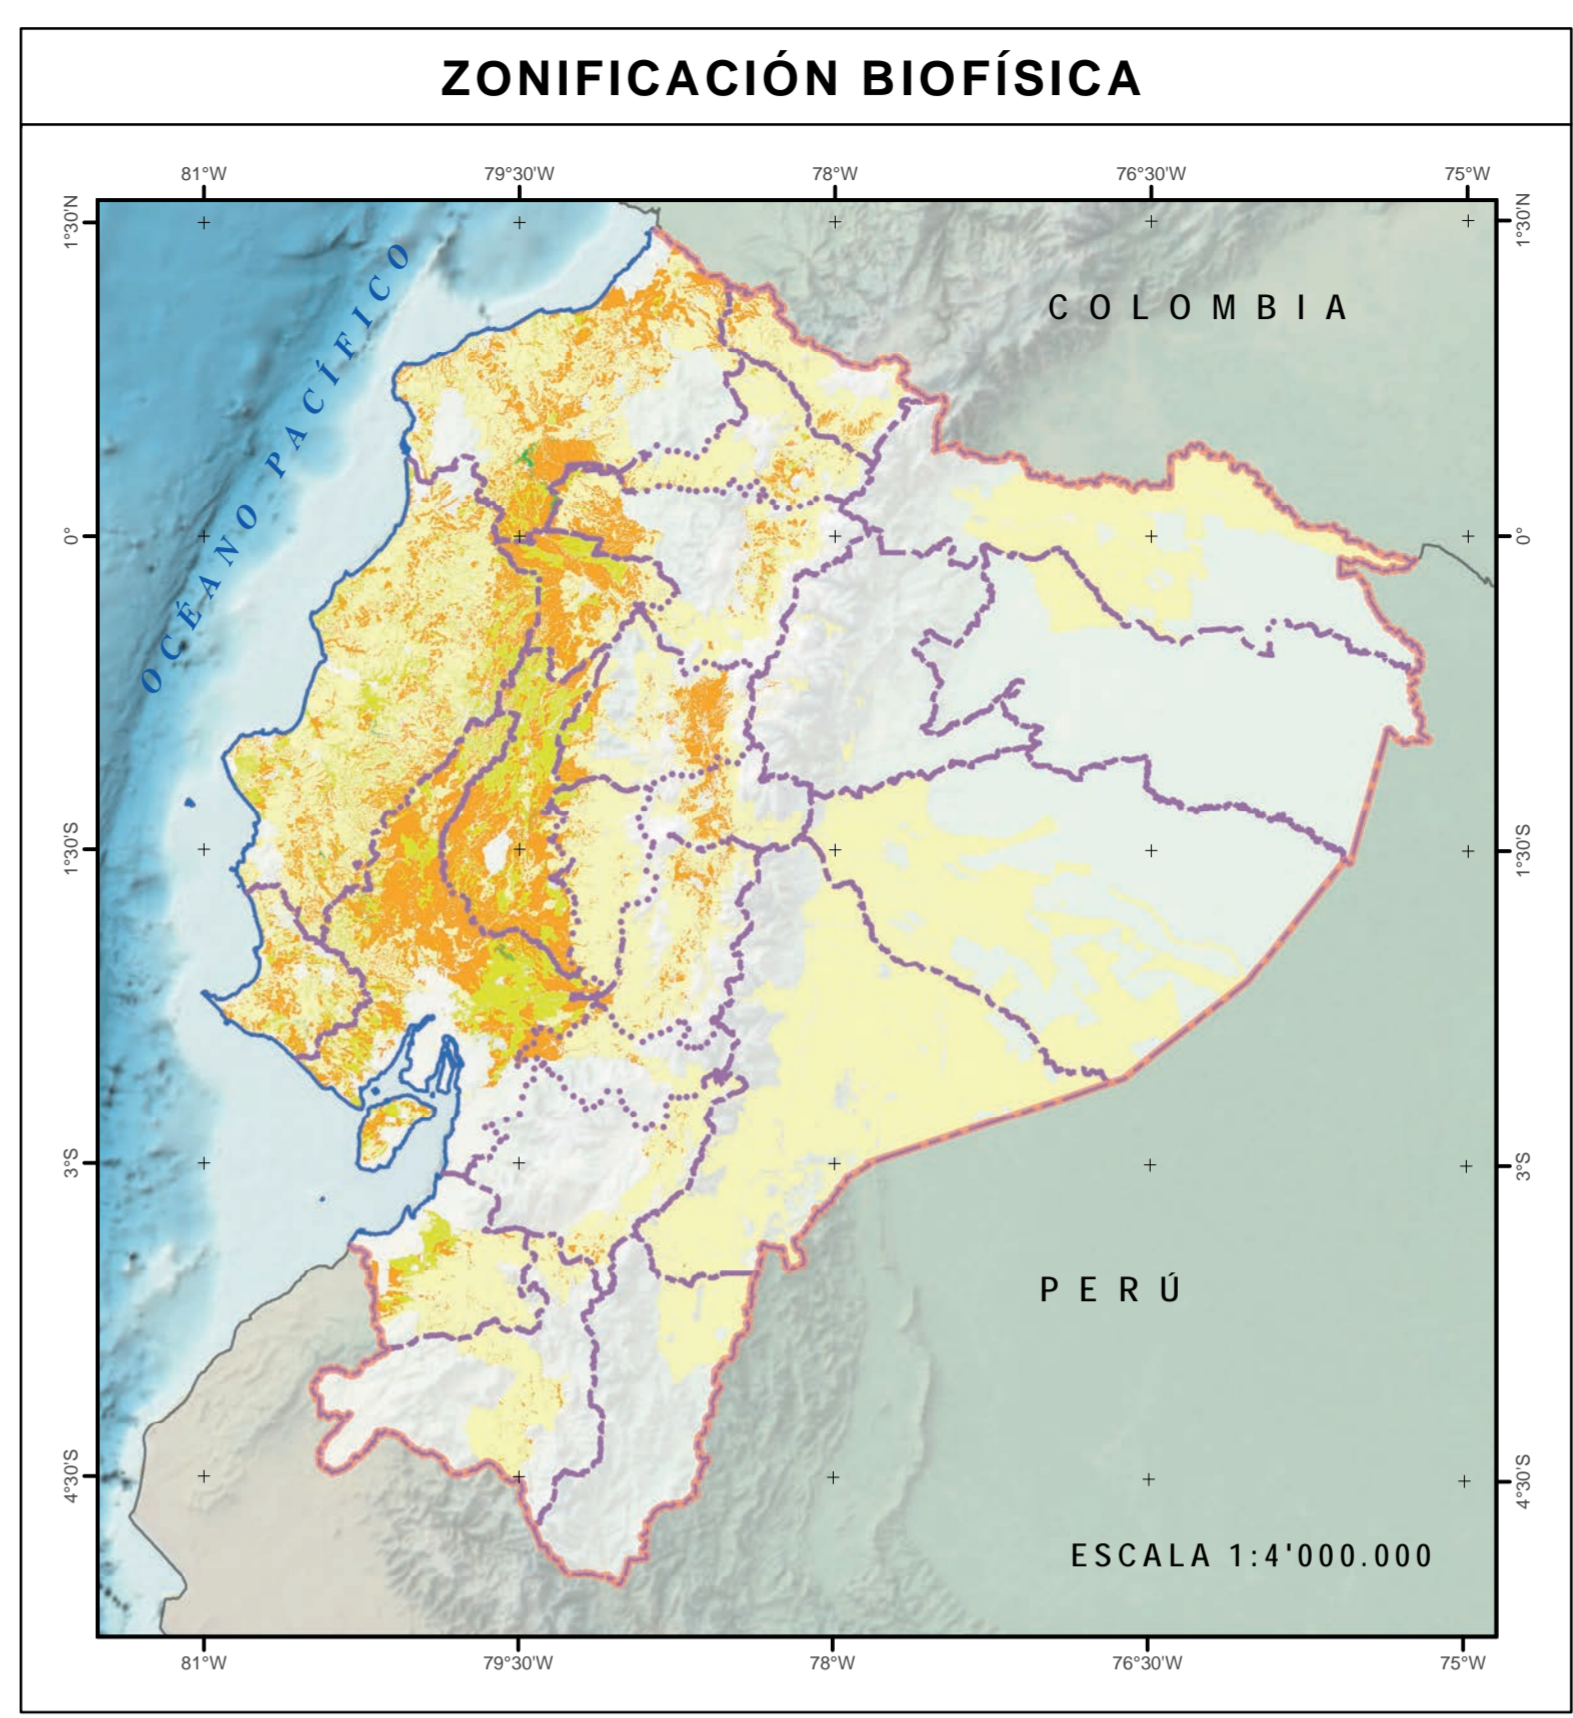 ZONIFICACIÓN BIOFÍSICA
81°W 79°30'W 78°W 76°30'W 75°W
1°30'N 1°30'N
OCÉANO PACÍFICO
COLOMBIA
0° 0°
1°30'S 1°30'S
3°S 3°S
PERÚ
4°30'S 4°30'S
ESCALA 1:4'000.000
81°W 79°30'W 78°W 76°30'W 75°W